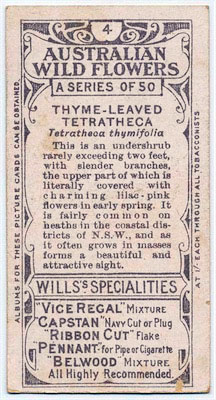 4
AUSTRALIAN
WILD FLOWERS
A SERIES OF 50
THYME-LEAVED
TETRATHECA
Tetratheca thymifolia
This is an undershrub
rarely exceeding two feet,
with slender branches,
the upper part of which is
literally covered with
charming lilac-pink
flowers in early spring. It
is fairly common on
heaths in the coastal dis-
tricts of N.S.W., and as
it often grows in masses
forms a beautiful and
attractive sight.
WILLS'S SPECIALITIES
"VICE REGAL" MIXTURE
"CAPSTAN" NAVY CUT or PLUG
"RIBBON CUT" Flake
"PENNANT" for Pipe or Cigarette
"BELWOOD" MIXTURE.
All Highly Recommended.
ALBUMS FOR THESE PICTURE CARDS CAN BE OBTAINED
AT 1/- EACH THROUGH ALL TOBACCONISTS